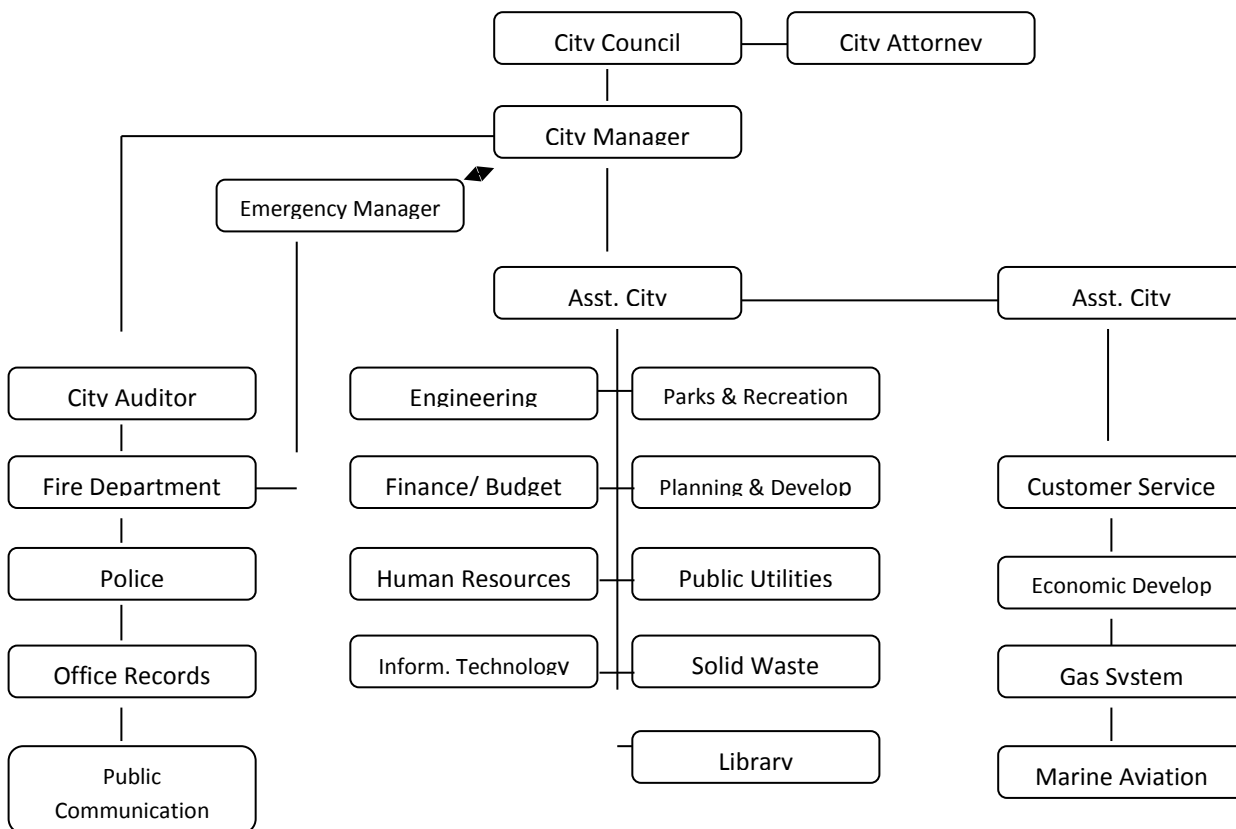 City Council
City Attorney
City Manager
Emergency Manager
Asst. City
Asst. City
City Auditor
Engineering
Parks & Recreation
Fire Department
Finance/ Budget
Planning & Develop
Customer Service
Police
Human Resources
Public Utilities
Economic Develop
Office Records
Inform. Technology
Solid Waste
Gas System
Public
Communication
Library
Marine Aviation